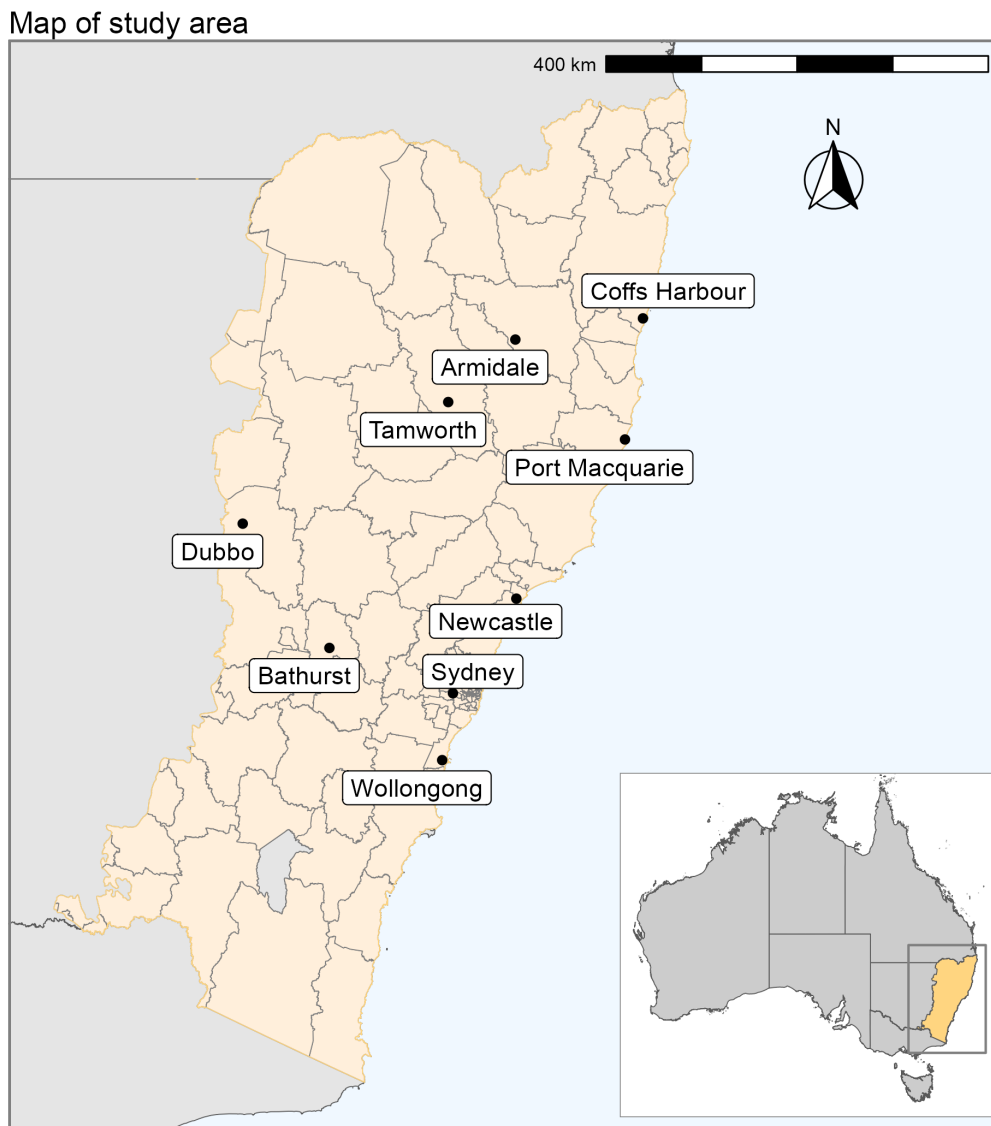 Map of study area
400 km
N
Coffs Harbour
Armidale
Tamworth
Port Macquarie
Dubbo
Newcastle
Bathurst
Sydney
Wollongong